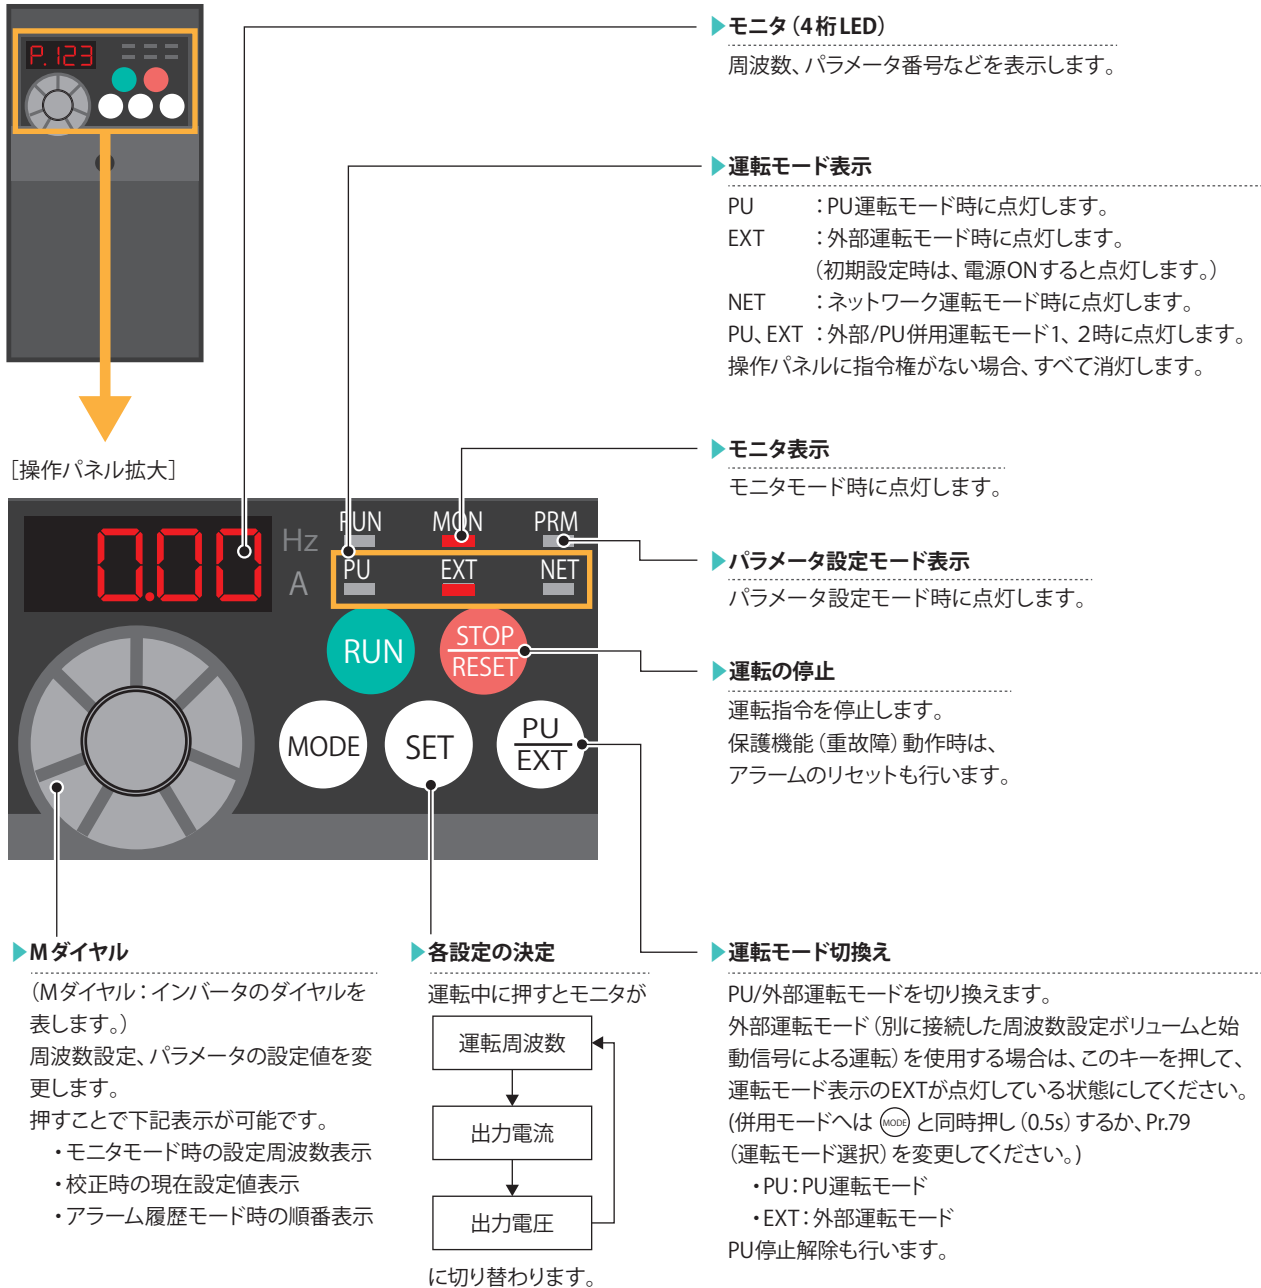 P.123
モニタ（4桁LED）
周波数、パラメータ番号などを表示します。
運転モード表示
PU ：PU運転モード時に点灯します。
EXT ：外部運転モード時に点灯します。
（初期設定時は、電源ONすると点灯します。）
NET ：ネットワーク運転モード時に点灯します。
PU、EXT ：外部/PU併用運転モード1、2時に点灯します。
操作パネルに指令権がない場合、すべて消灯します。
［操作パネル拡大］
モニタ表示
モニタモード時に点灯します。
パラメータ設定モード表示
パラメータ設定モード時に点灯します。
運転の停止
運転指令を停止します。
保護機能（重故障）動作時は、
アラームのリセットも行います。
0.00
Hz
A
RUN MON PRM
PU EXT NET
RUN
STOP
RESET
MODE
SET
PU
EXT
Mダイヤル
（Mダイヤル：インバータのダイヤルを
表します。）
周波数設定、パラメータの設定値を変
更します。
押すことで下記表示が可能です。
・モニタモード時の設定周波数表示
・校正時の現在設定値表示
・アラーム履歴モード時の順番表示
各設定の決定
運転中に押すとモニタが
運転周波数
出力電流
出力電圧
に切り替わります。
運転モード切換え
PU/外部運転モードを切り換えます。
外部運転モード（別に接続した周波数設定ボリュームと始
動信号による運転）を使用する場合は、このキーを押して、
運転モード表示のEXTが点灯している状態にしてください。
(併用モードへは MODE と同時押し（0.5s）するか、Pr.79
（運転モード選択）を変更してください。)
・PU：PU運転モード
・EXT：外部運転モード
PU停止解除も行います。